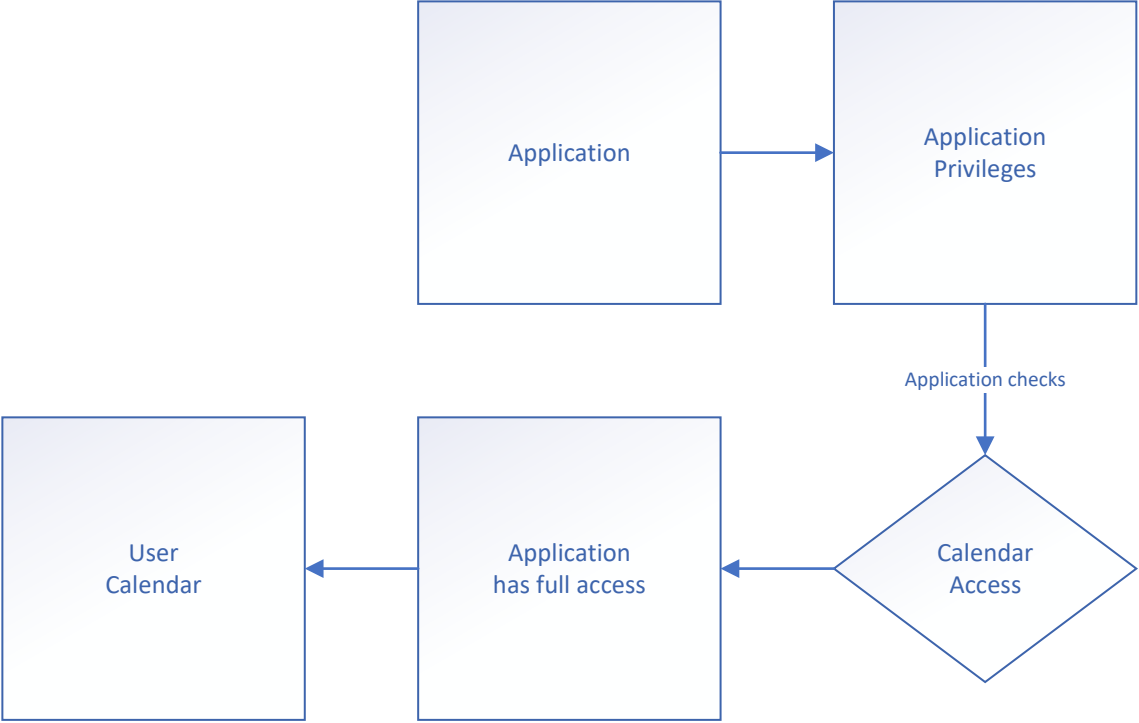 Application
Application
Privileges
Application checks
Calendar
Access
Application
has full access
User
Calendar